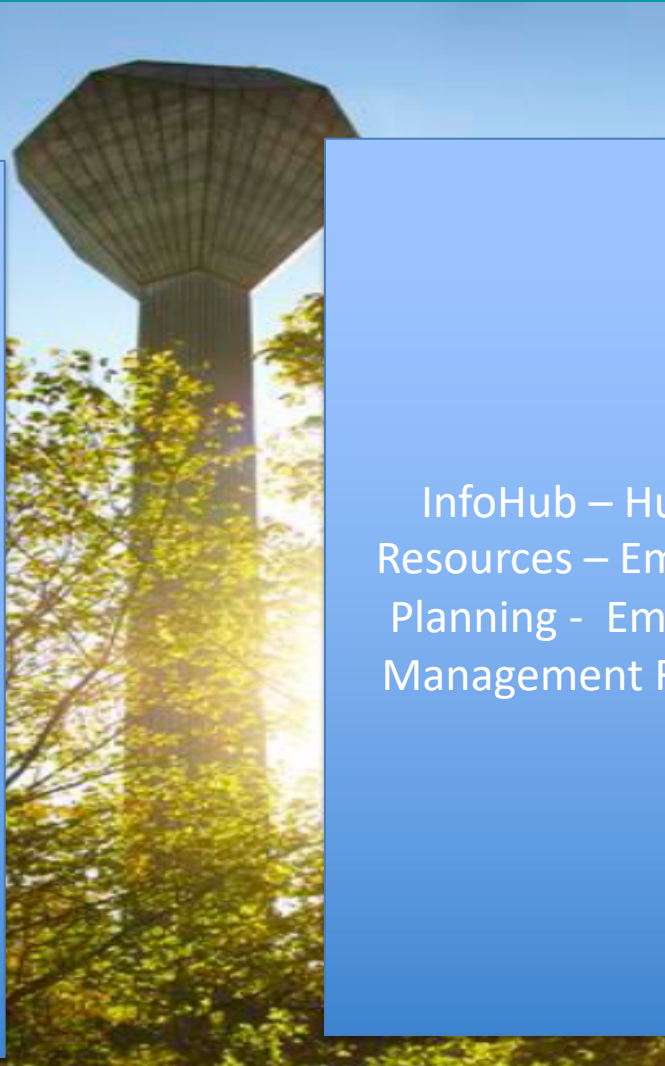 InfoHub – Hu
Resources – Em
Planning - Em
Management